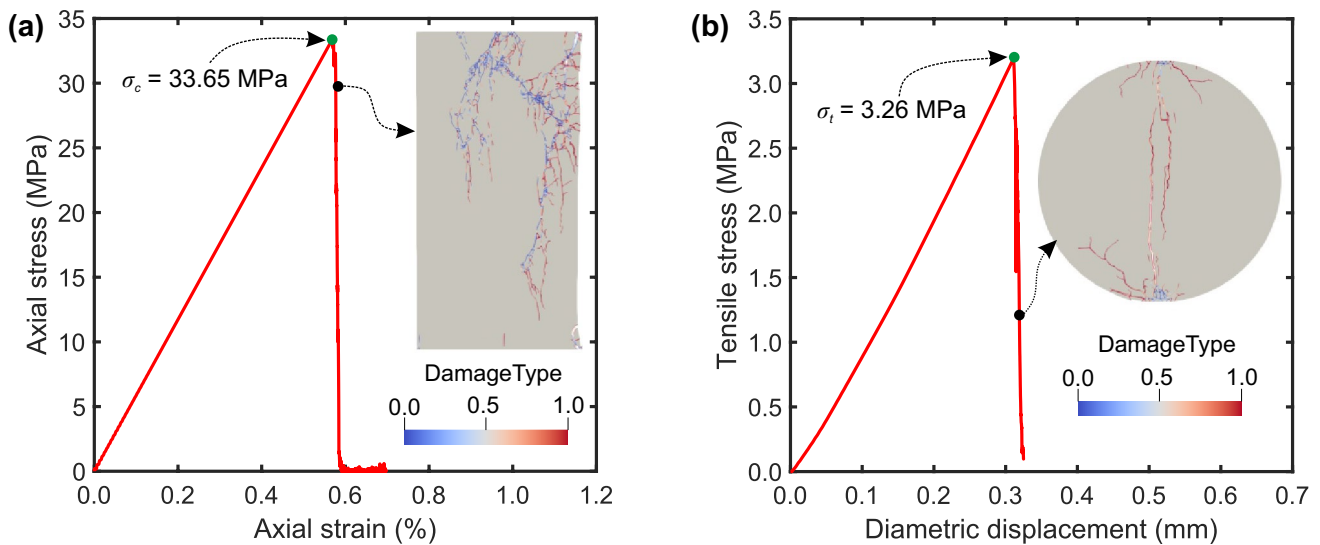 (a)
Axial stress (MPa)
35
30
25
20
15
10
5
0
σc = 33.65 MPa
DamageType
0.0 0.5 1.0
0.0 0.2 0.4 0.6 0.8 1.0 1.2
Axial strain (%)
(b)
Tensile stress (MPa)
3.5
3.0
2.5
2.0
1.5
1.0
0.5
0.0
σt = 3.26 MPa
DamageType
0.0 0.5 1.0
0.0 0.1 0.2 0.3 0.4 0.5 0.6 0.7
Diametric displacement (mm)